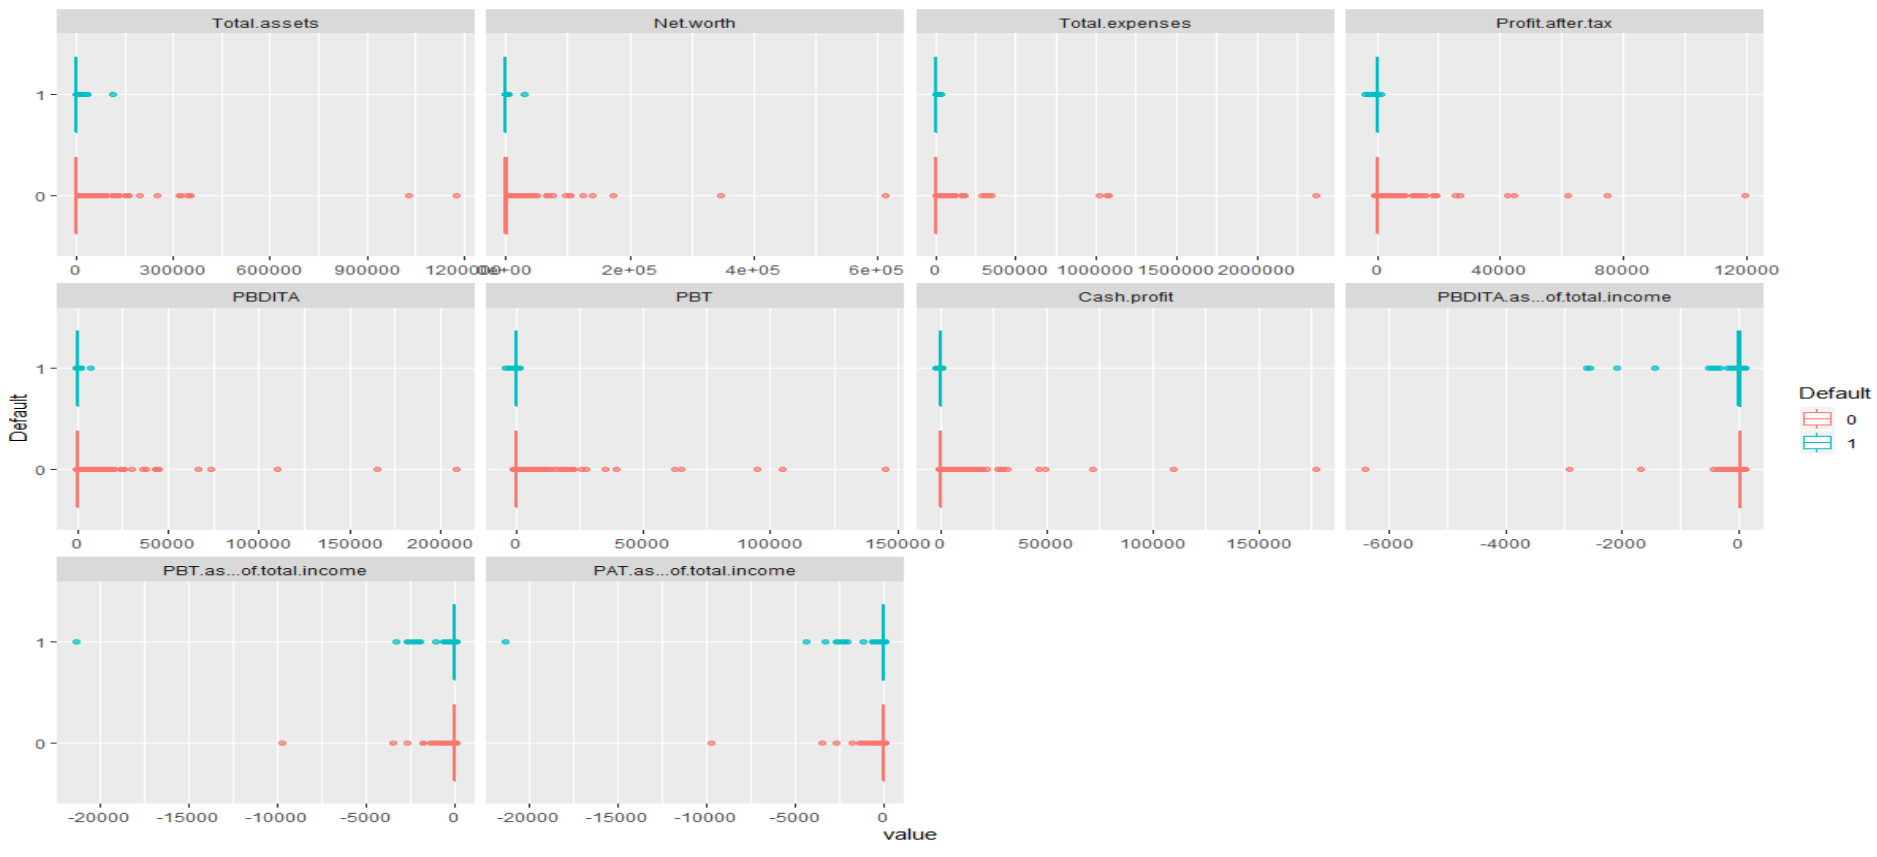 Total.assets Net.worth Total.expenses Profit.after.tax
1
0
0 300000 600000 900000 1200000 0e+00 2e+05 4e+05 6e+05 0 500000 1000000 1500000 2000000 0 40000 80000 120000
PBDITA PBT Cash.profit PBDITA.as...of.total.income
1
0
0 50000 100000 150000 200000 0 50000 100000 150000 0 50000 100000 150000 -6000 -4000 -2000 0
PBT.as...of.total.income PAT.as...of.total.income
1
0
-20000 -15000 -10000 -5000 0 -20000 -15000 -10000 -5000 0
value
Default
Default
0
1